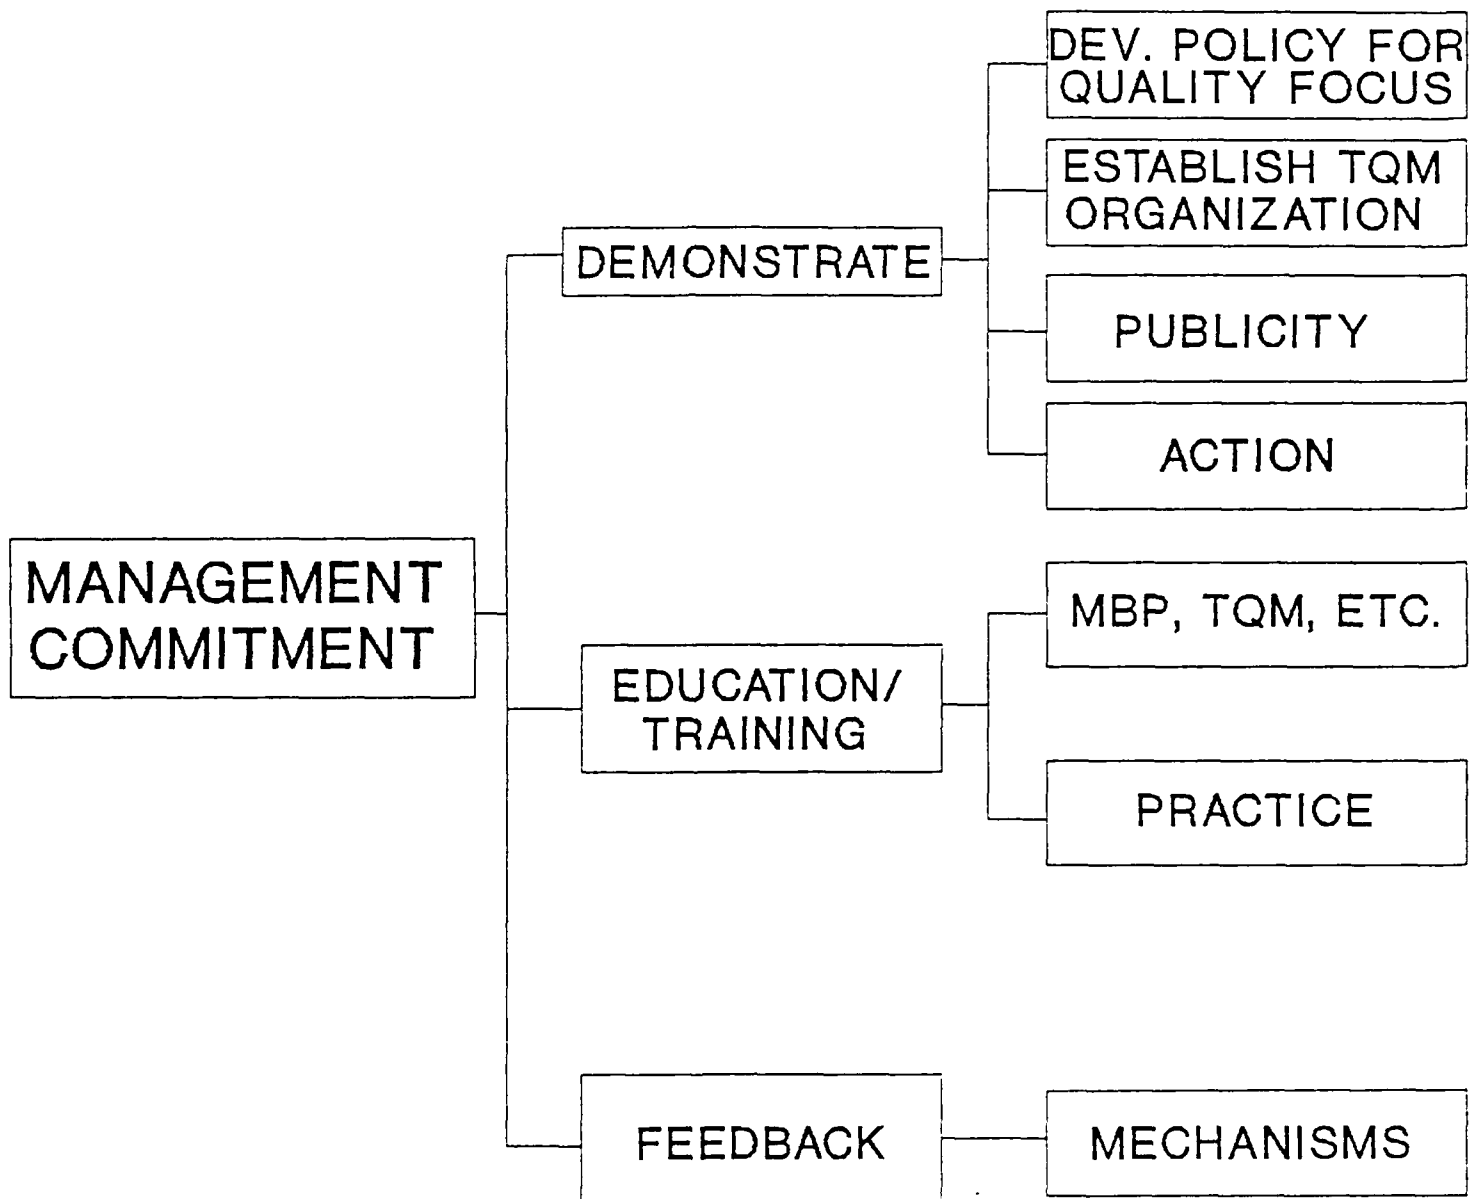 DEV. POLICY FOR
QUALITY FOCUS
ESTABLISH TQM
ORGANIZATION
DEMONSTRATE
PUBLICITY
ACTION
MANAGEMENT
COMMITMENT
MBP, TQM, ETC.
EDUCATION/
TRAINING
PRACTICE
FEEDBACK
MECHANISMS